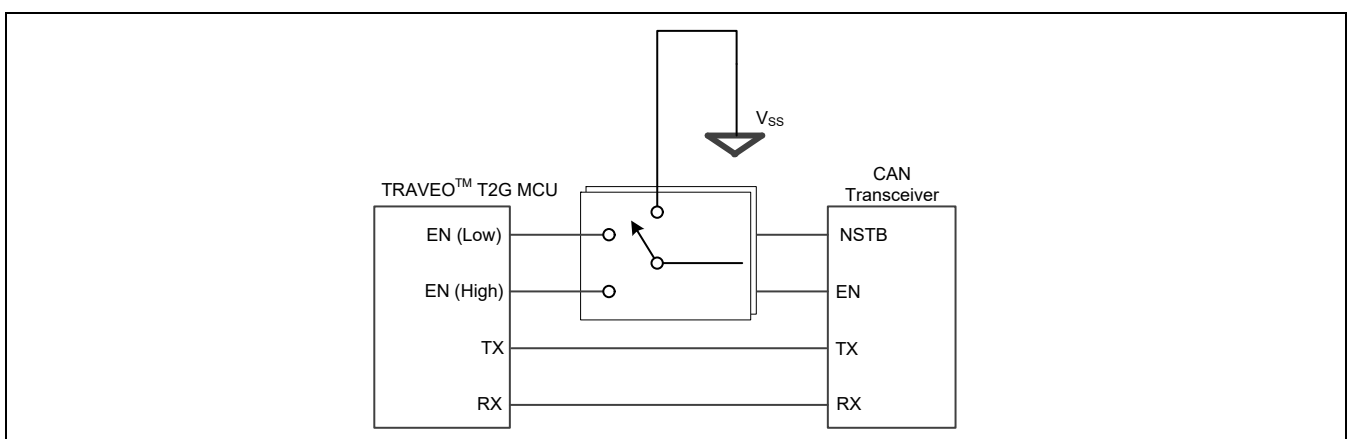 VSS
TRAVEO™ T2G MCU
CAN
Transceiver
EN (Low)
NSTB
EN (High)
EN
TX
TX
RX
RX